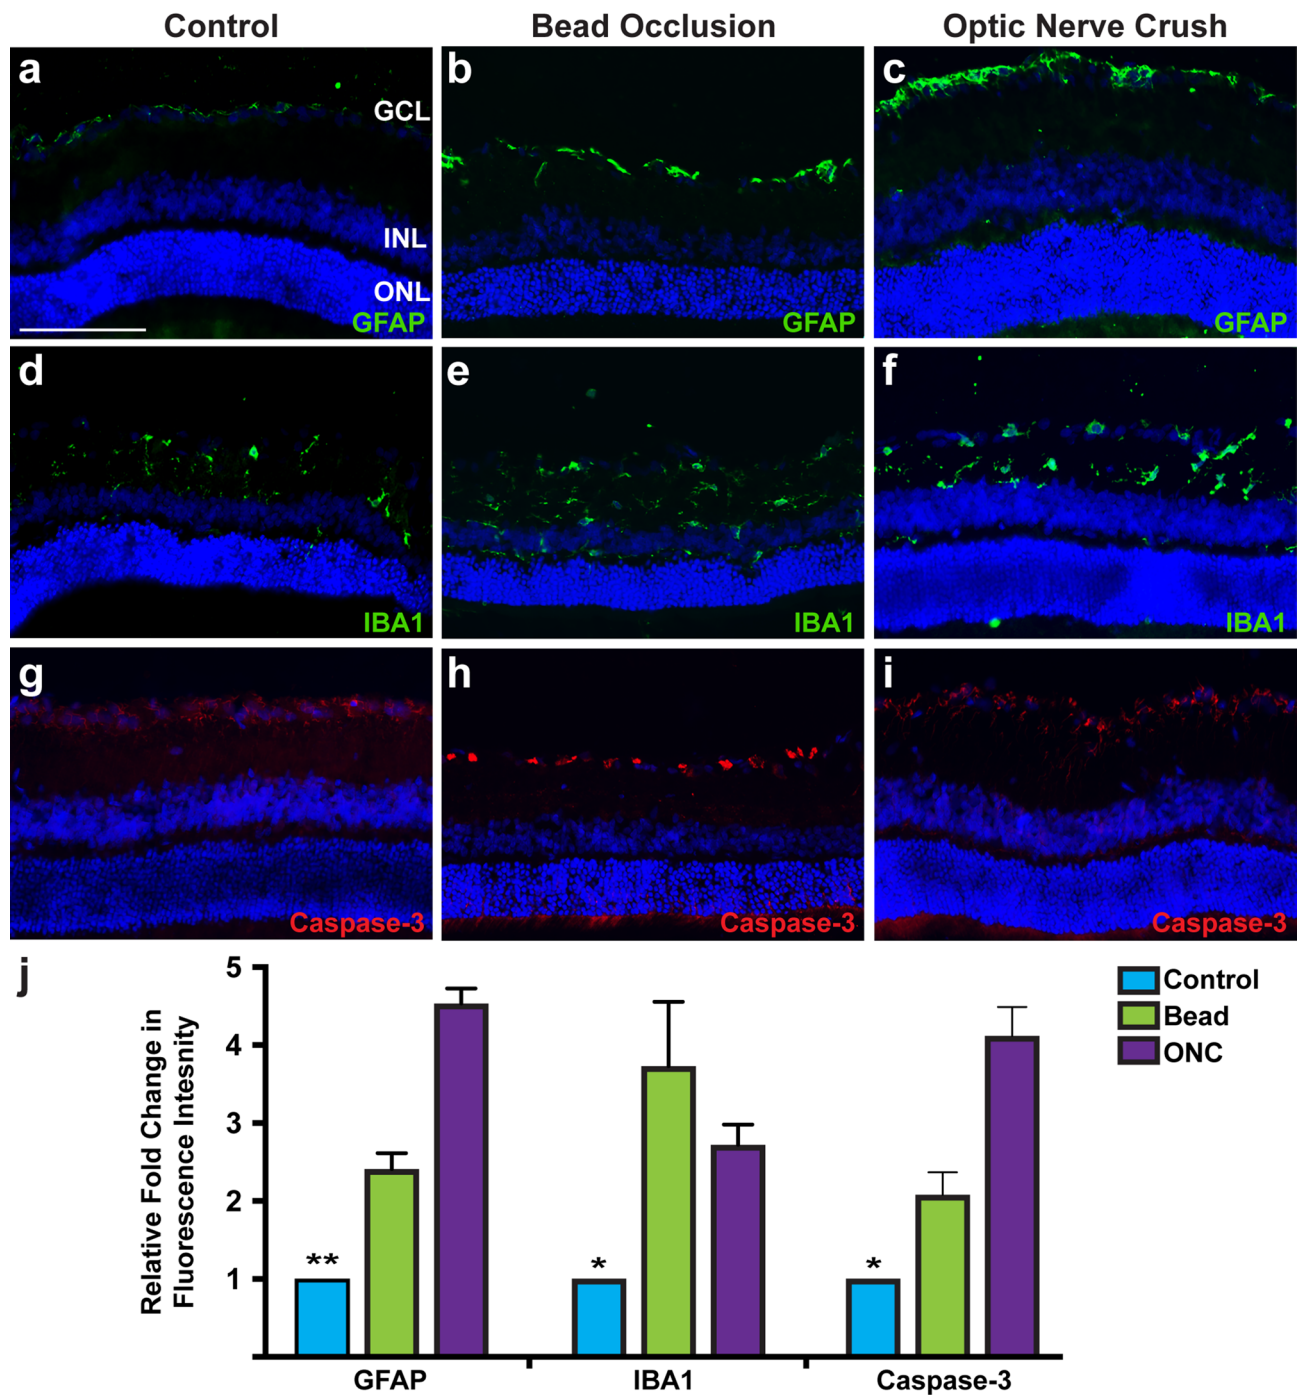 Control
Bead Occlusion
Optic Nerve Crush
a
GCL
INL
ONL
GFAP
b
GFAP
c
GFAP
d
IBA1
e
IBA1
f
IBA1
g
Caspase-3
h
Caspase-3
i
Caspase-3
j
Relative Fold Change in
Fluorescence Intesnity
5
4
3
2
1
**
*
*
GFAP
IBA1
Caspase-3
Control
Bead
ONC